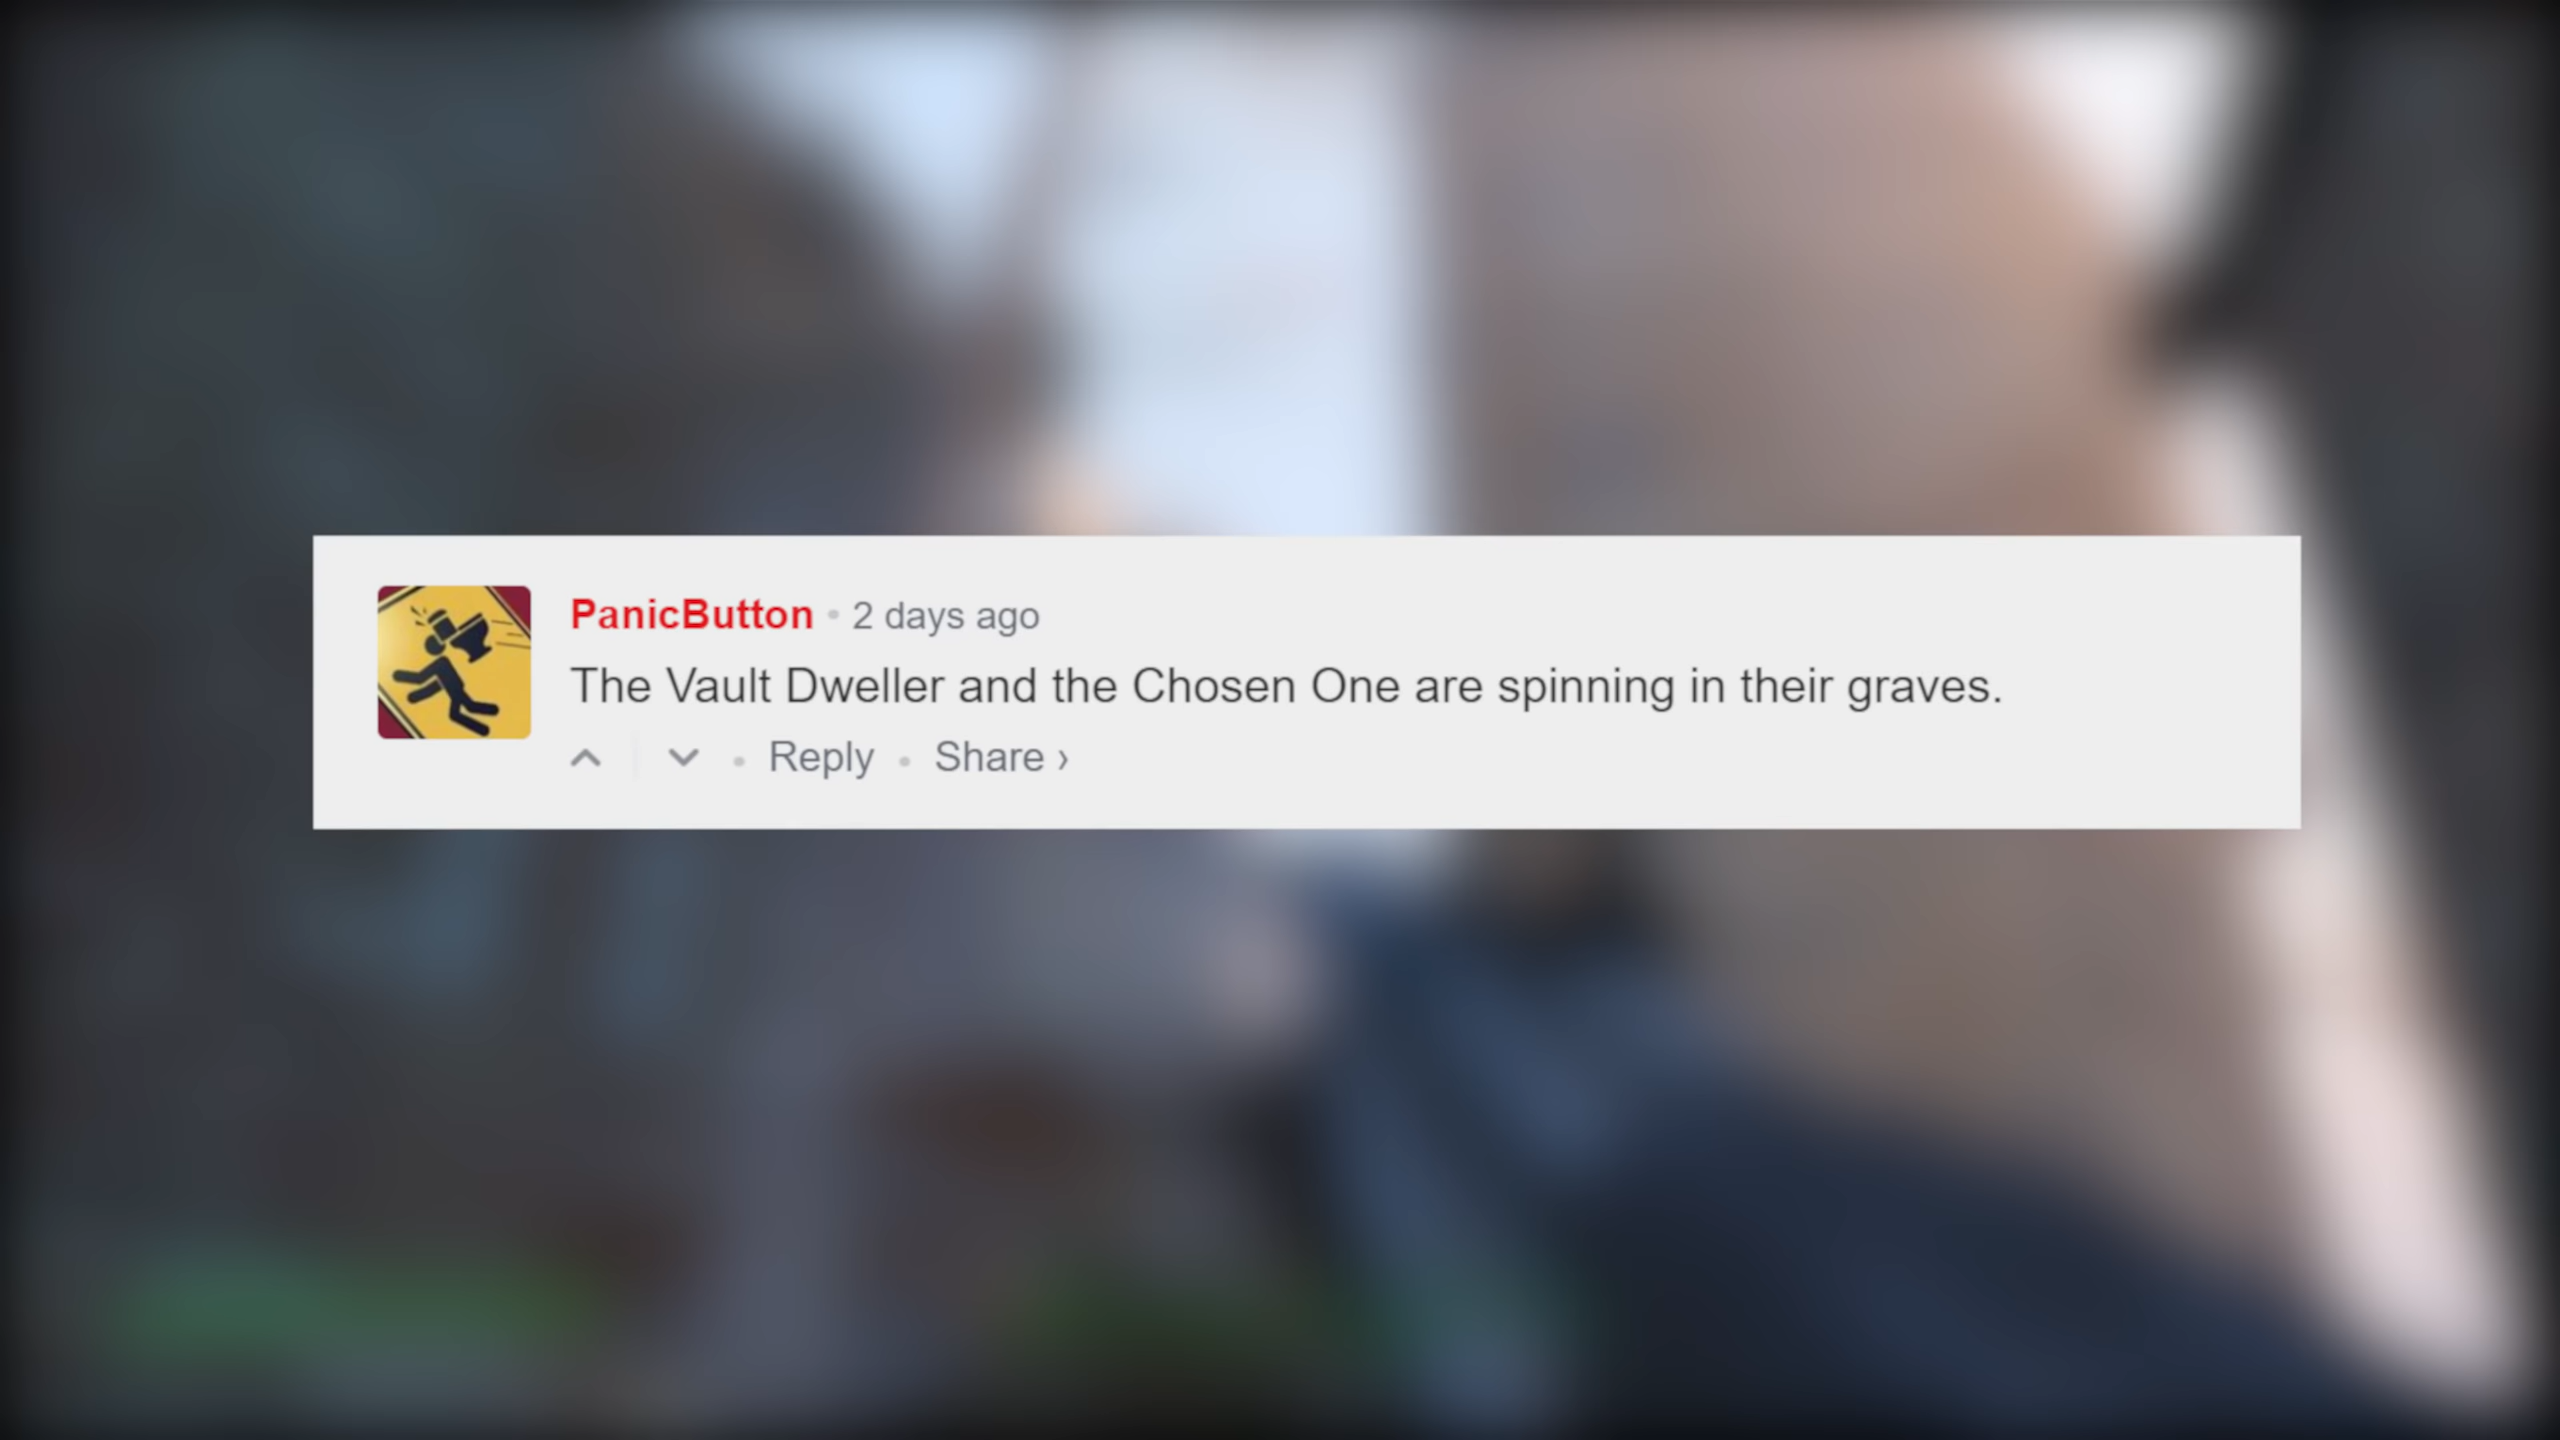 PanicButton • 2 days ago
The Vault Dweller and the Chosen One are spinning in their graves.
• Reply • Share ›